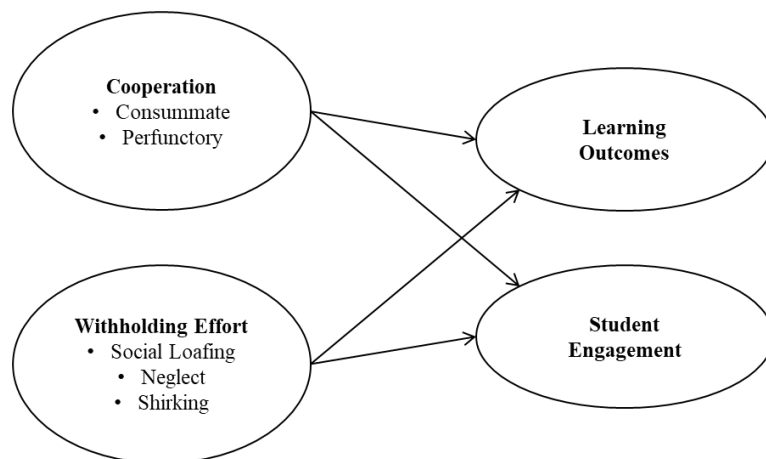 Cooperation
• Consummate
• Perfunctory
Learning
Outcomes
Withholding Effort
• Social Loafing
• Neglect
• Shirking
Student
Engagement